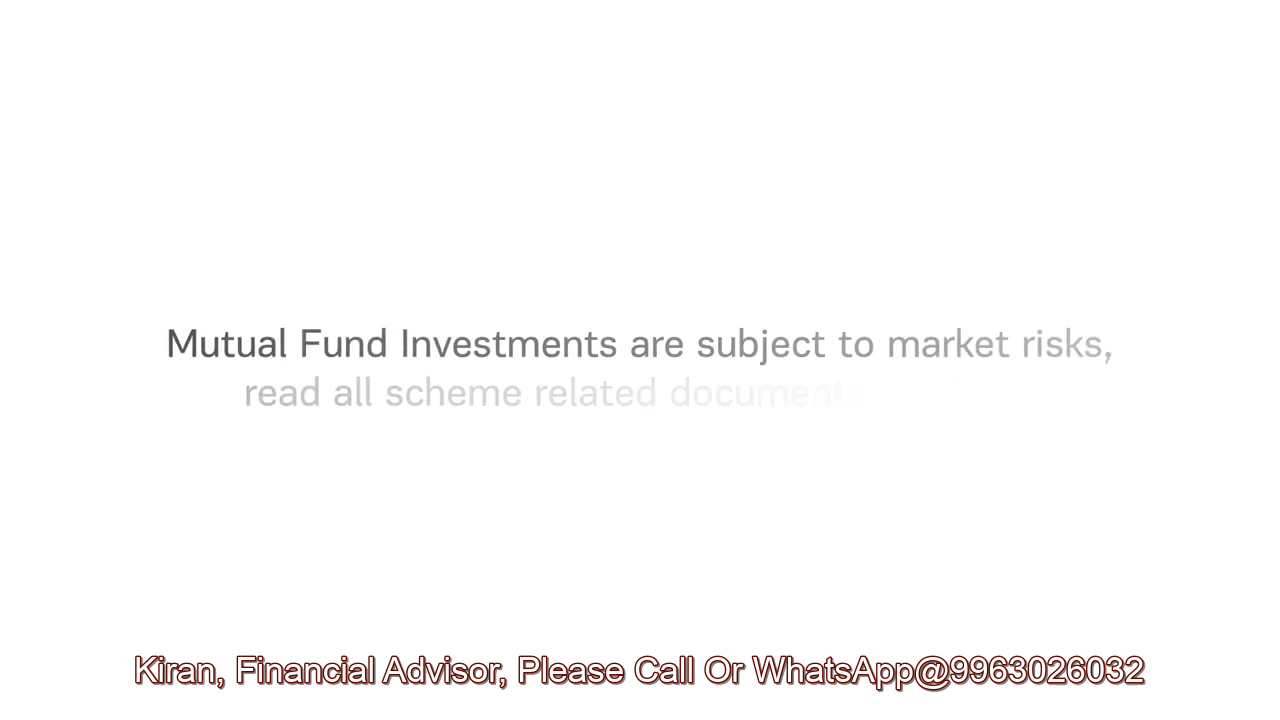 Mutual Fund Investments are subject to market risks,
read all scheme related documents
Kiran, Financial Advisor, Please Call Or WhatsApp@9963026032